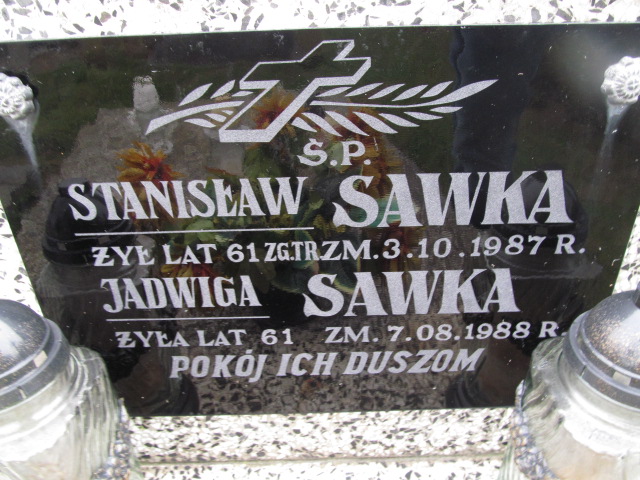 Ś.P.
STANISŁAW SAWKA
ŻYŁ LAT 61 ZG.TR.ZM. 3.10.1987 R.
JADWIGA SAWKA
ŻYŁA LAT 61 ZM. 7.08.1988 R.
POKÓJ ICH DUSZOM